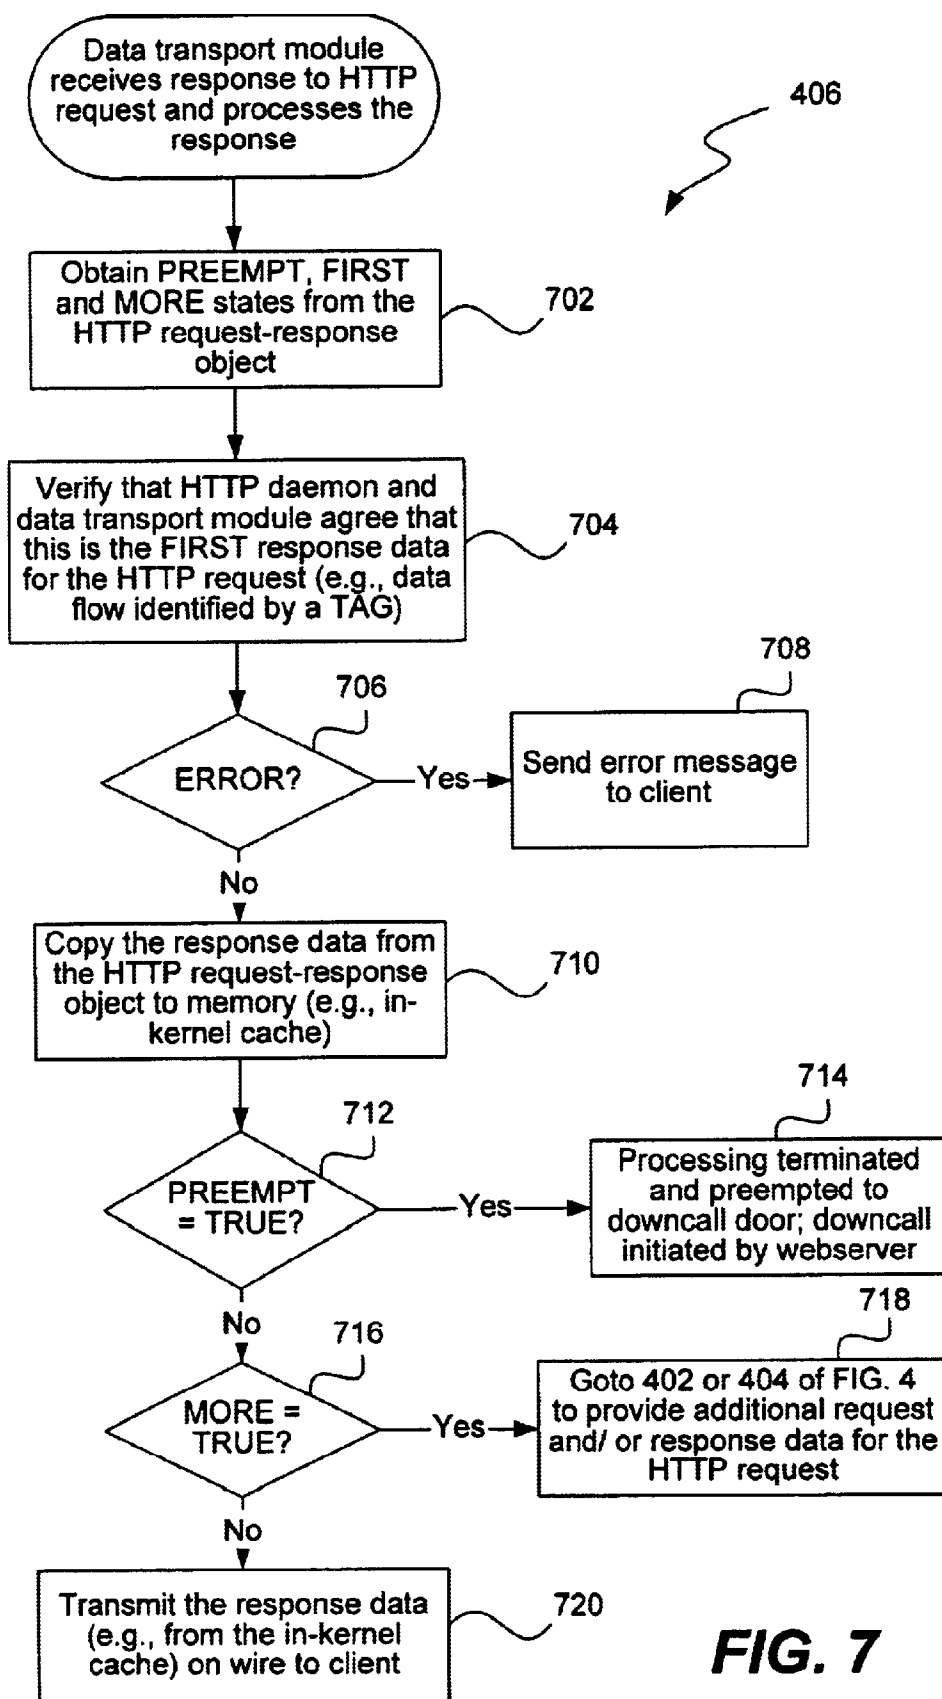 Data transport module
receives response to HTTP
request and processes the
response
406
Obtain PREEMPT, FIRST
and MORE states from the
HTTP request-response
object
702
Verify that HTTP daemon and
data transport module agree that
this is the FIRST response data
for the HTTP request (e.g., data
flow identified by a TAG)
704
706
ERROR?
Yes
708
Send error message
to client
No
Copy the response data from
the HTTP request-response
object to memory (e.g., in-
kernel cache)
710
712
PREEMPT
= TRUE?
Yes
714
Processing terminated
and preempted to
downcall door; downcall
initiated by webserver
No
716
MORE =
TRUE?
Yes
718
Goto 402 or 404 of FIG. 4
to provide additional request
and/ or response data for the
HTTP request
No
Transmit the response data
(e.g., from the in-kernel
cache) on wire to client
720
FIG. 7